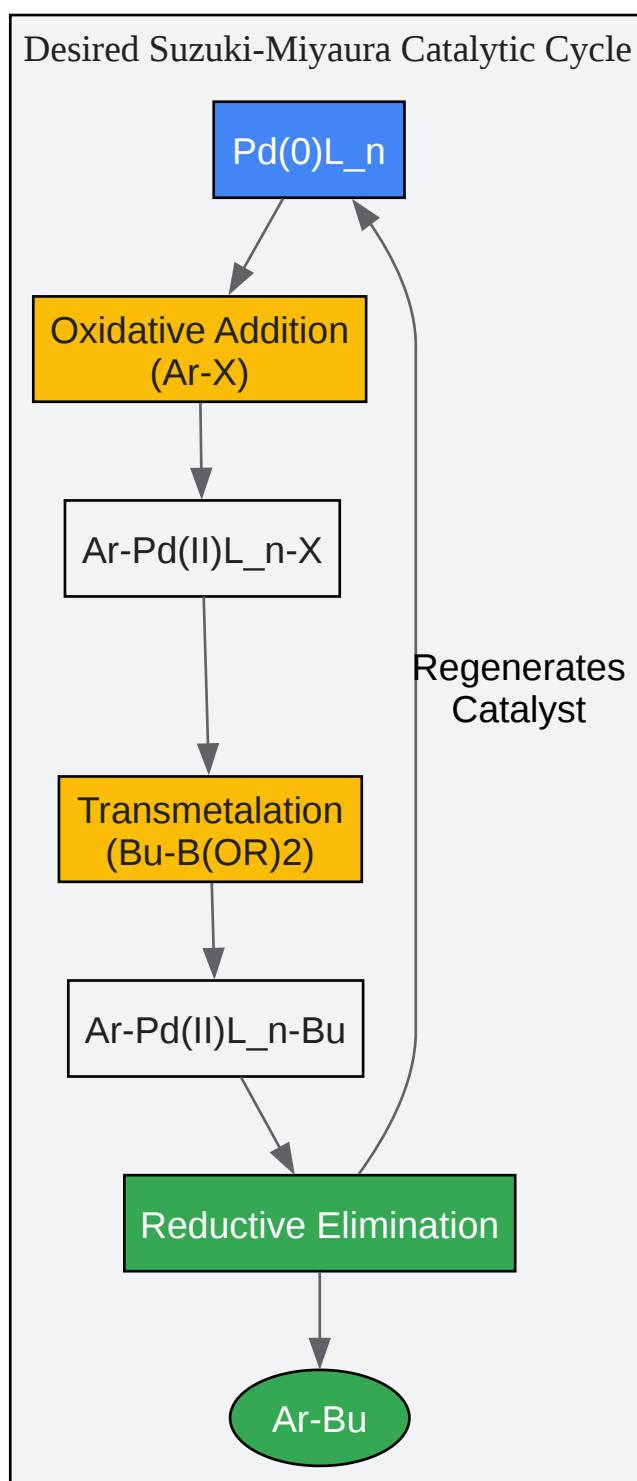 Desired Suzuki-Miyaura Catalytic Cycle
Pd(0)L_n
Oxidative Addition
(Ar-X)
Ar-Pd(II)L_n-X
Regenerates
Catalyst
Transmetalation
(Bu-B(OR)2)
Ar-Pd(II)L_n-Bu
Reductive Elimination
Ar-Bu